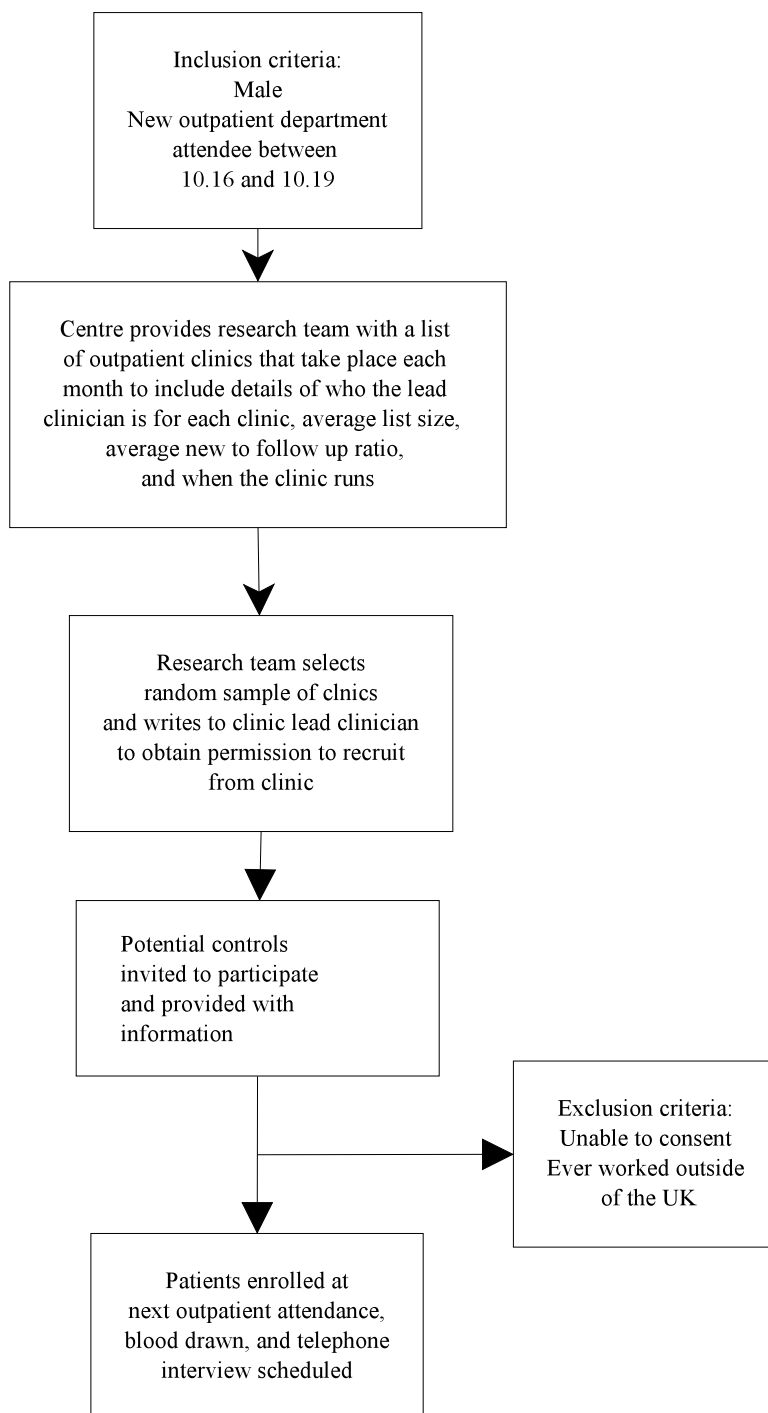 Inclusion criteria:
Male
New outpatient department
attendee between
10.16 and 10.19
Centre provides research team with a list
of outpatient clinics that take place each
month to include details of who the lead
clinician is for each clinic, average list size,
average new to follow up ratio,
and when the clinic runs
Research team selects
random sample of clnics
and writes to clinic lead clinician
to obtain permission to recruit
from clinic
Potential controls
invited to participate
and provided with
information
Exclusion criteria:
Unable to consent
Ever worked outside
of the UK
Patients enrolled at
next outpatient attendance,
blood drawn, and telephone
interview scheduled